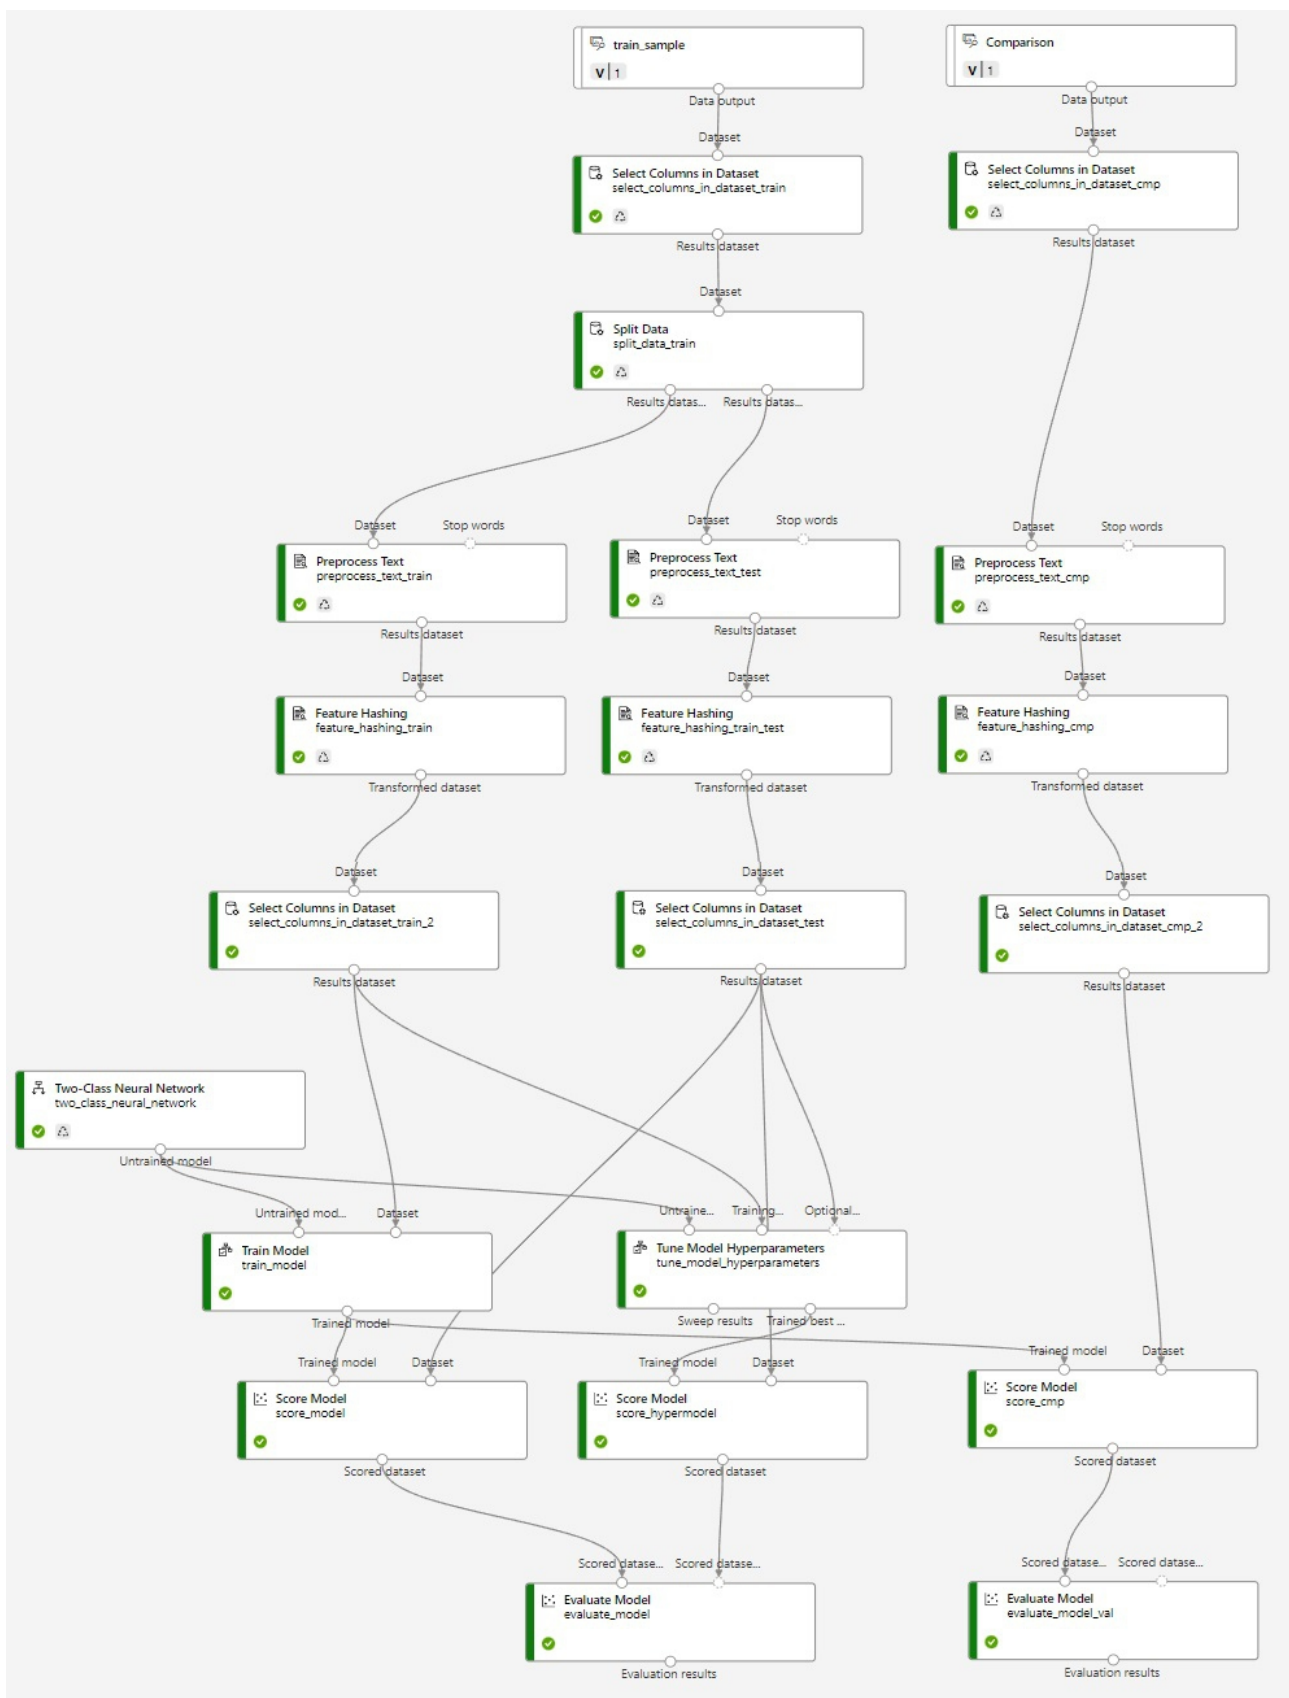 train_sample
V 1
Data output
Comparison
V 1
Data output
Dataset
Select Columns in Dataset
select_columns_in_dataset_train
Results dataset
Dataset
Select Columns in Dataset
select_columns_in_dataset_cmp
Results dataset
Dataset
Split Data
split_data_train
Results datas...
Results datas...
Dataset
Stop words
Preprocess Text
preprocess_text_train
Results dataset
Dataset
Stop words
Preprocess Text
preprocess_text_test
Results dataset
Dataset
Stop words
Preprocess Text
preprocess_text_cmp
Results dataset
Dataset
Feature Hashing
feature_hashing_train
Transformed dataset
Dataset
Feature Hashing
feature_hashing_train_test
Transformed dataset
Dataset
Feature Hashing
feature_hashing_cmp
Transformed dataset
Dataset
Select Columns in Dataset
select_columns_in_dataset_train_2
Results dataset
Dataset
Select Columns in Dataset
select_columns_in_dataset_test
Results dataset
Dataset
Select Columns in Dataset
select_columns_in_dataset_cmp_2
Results dataset
Two-Class Neural Network
two_class_neural_network
Untrained model
Untrained mod...
Dataset
Train Model
train_model
Trained model
Untraine...
Training...
Optional...
Tune Model Hyperparameters
tune_model_hyperparameters
Sweep results
Trained best ...
Trained model
Dataset
Score Model
score_model
Scored dataset
Trained model
Dataset
Score Model
score_hypermodel
Scored dataset
Trained model
Dataset
Score Model
score_cmp
Scored dataset
Scored datase...
Scored datase...
Evaluate Model
evaluate_model
Evaluation results
Scored datase...
Scored datase...
Evaluate Model
evaluate_model_val
Evaluation results